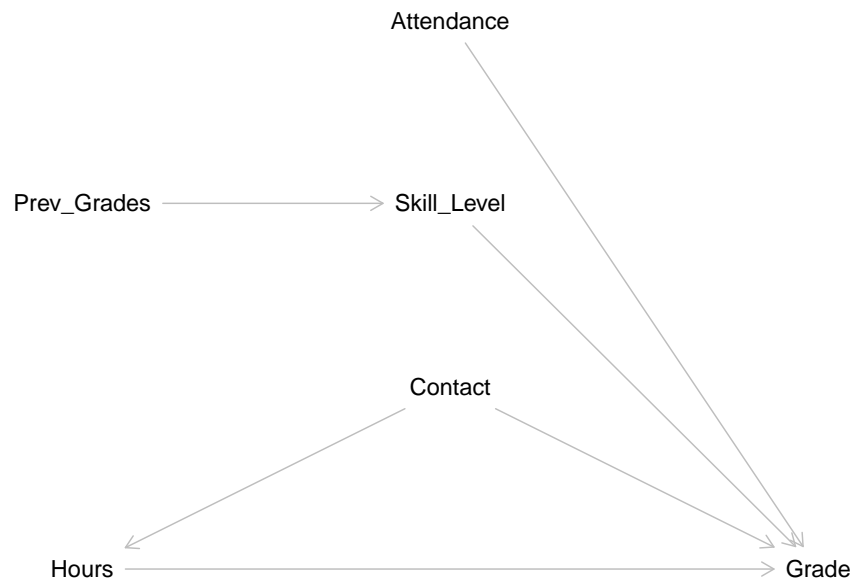 Attendance
Prev_Grades
Skill_Level
Contact
Hours
Grade